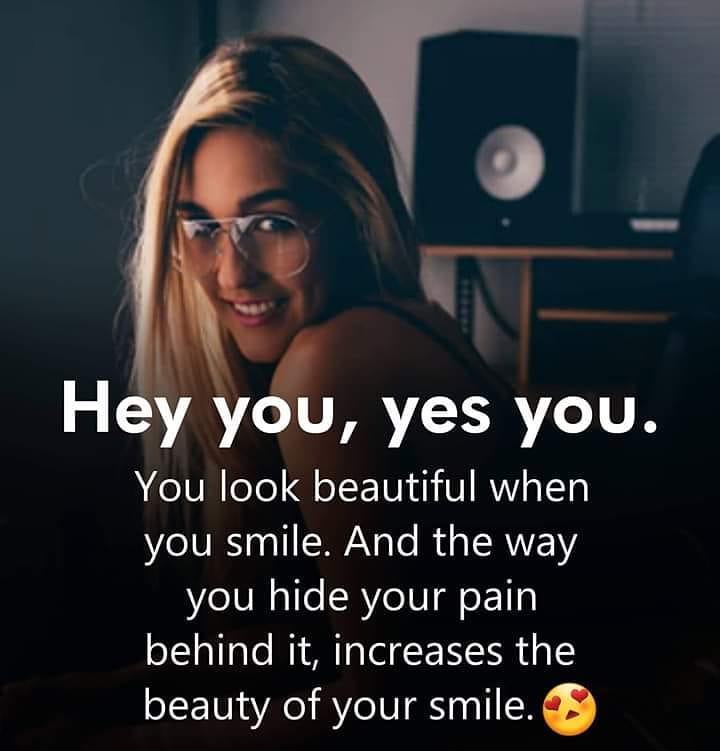 Hey you, yes you.
You look beautiful when
you smile. And the way
you hide your pain
behind it, increases the
beauty of your smile.😍